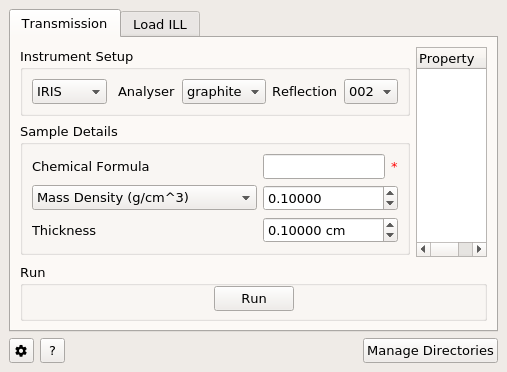 Transmission Load ILL
Instrument Setup
Property
IRIS Analyser graphite Reflection 002
Sample Details
Chemical Formula *
Mass Density (g/cm^3) 0.10000
Thickness 0.10000 cm
Run
Run
? Manage Directories